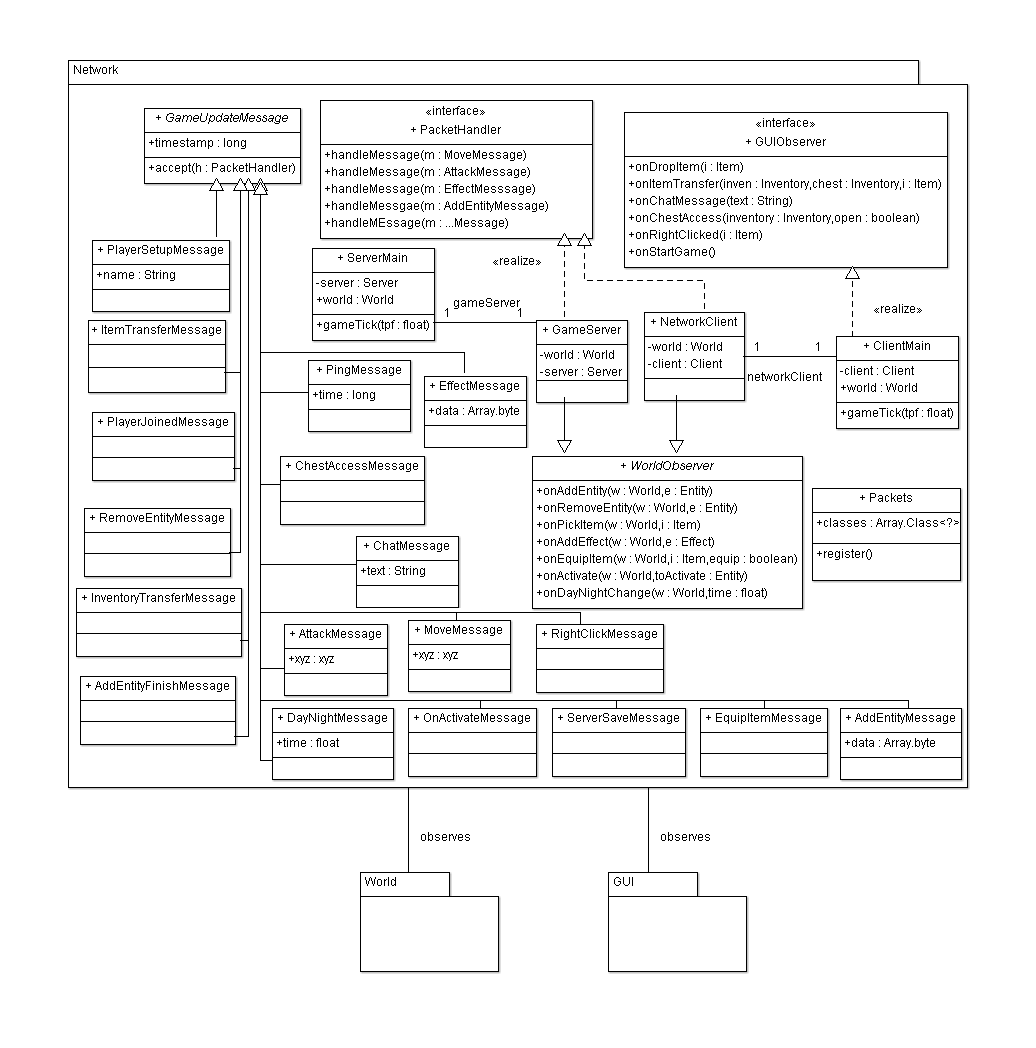 Network
+ GameUpdateMessage
+timestamp : long
+accept(h : PacketHandler)
«interface»
+ PacketHandler
+handleMessage(m : MoveMessage)
+handleMessage(m : AttackMessage)
+handleMessage(m : EffectMesssage)
+handleMessgae(m : AddEntityMessage)
+handleMEssage(m : ...Message)
«interface»
+ GUIObserver
+onDropItem(i : Item)
+onItemTransfer(inven : Inventory,chest : Inventory,i : Item)
+onChatMessage(text : String)
+onChestAccess(inventory : Inventory,open : boolean)
+onRightClicked(i : Item)
+onStartGame()
+ PlayerSetupMessage
+name : String
+ ServerMain
-server : Server
+world : World
+gameTick(tpf : float)
«realize»
gameServer
1
1
«realize»
+ ItemTransferMessage
+ GameServer
-world : World
-server : Server
+ NetworkClient
-world : World
-client : Client
1
1
networkClient
+ ClientMain
-client : Client
+world : World
+gameTick(tpf : float)
+ PingMessage
+time : long
+ EffectMessage
+data : Array.byte
+ PlayerJoinedMessage
+ ChestAccessMessage
+ WorldObserver
+onAddEntity(w : World,e : Entity)
+onRemoveEntity(w : World,e : Entity)
+onPickItem(w : World,i : Item)
+onAddEffect(w : World,e : Effect)
+onEquipItem(w : World,i : Item,equip : boolean)
+onActivate(w : World,toActivate : Entity)
+onDayNightChange(w : World,time : float)
+ Packets
+classes : Array.Class<?>
+register()
+ RemoveEntityMessage
+ ChatMessage
+text : String
+ InventoryTransferMessage
+ AttackMessage
+xyz : xyz
+ MoveMessage
+xyz : xyz
+ RightClickMessage
+ AddEntityFinishMessage
+ DayNightMessage
+time : float
+ OnActivateMessage
+ ServerSaveMessage
+ EquipItemMessage
+ AddEntityMessage
+data : Array.byte
observes
observes
World
GUI